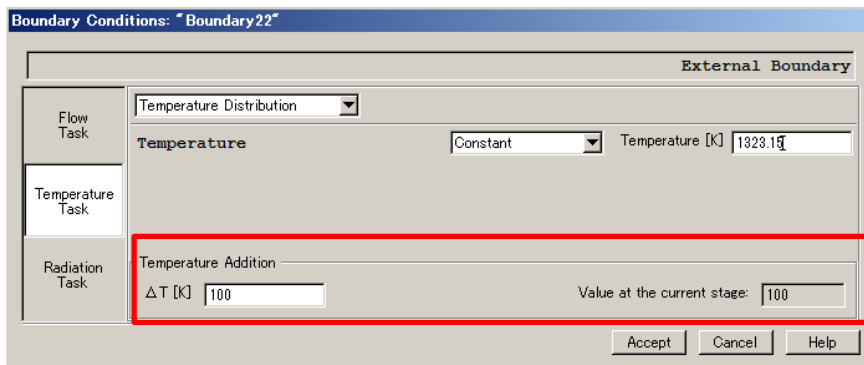 Boundary Conditions: "Boundary22"
External Boundary
Flow
Task
Temperature
Task
Radiation
Task
Temperature Distribution
Temperature Constant Temperature [K] 1323.15
Temperature Addition
ΔT [K] 100 Value at the current stage: 100
Accept Cancel Help